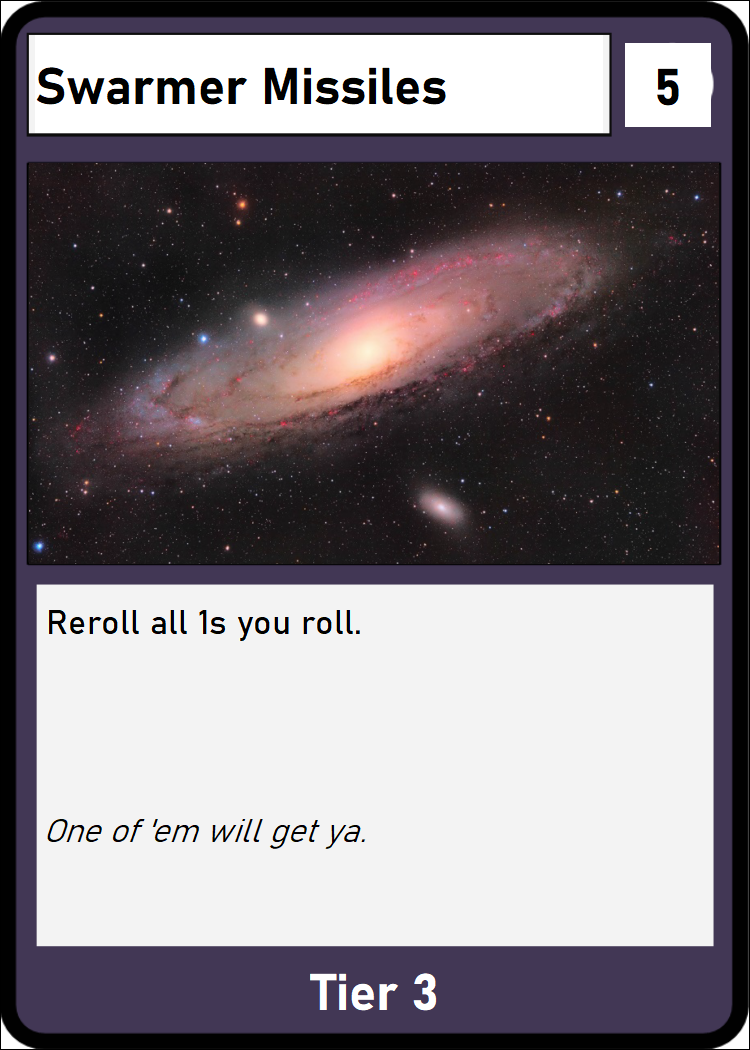 Swarmer Missiles
5
Reroll all 1s you roll.
One of 'em will get ya.
Tier 3